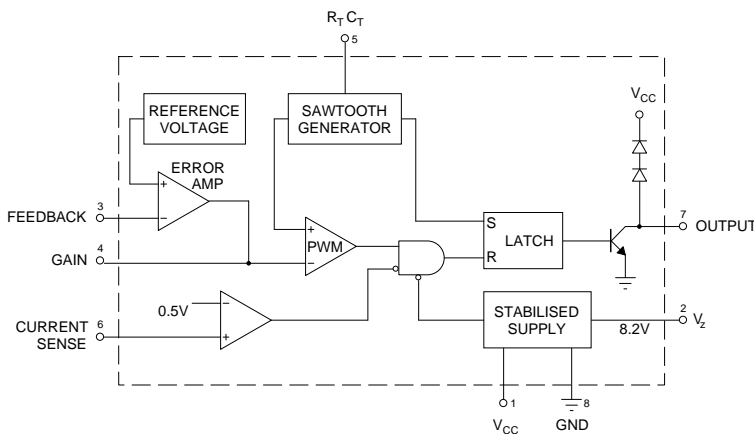 R_T C_T
5
V_CC
REFERENCE
VOLTAGE
SAWTOOTH
GENERATOR
ERROR
AMP
+
−
3
FEEDBACK
4
GAIN
+
PWM
−
S
LATCH
R
7
OUTPUT
0.5V
−
+
6
CURRENT
SENSE
STABILISED
SUPPLY
2
8.2V
V_z
1
8
V_CC
GND